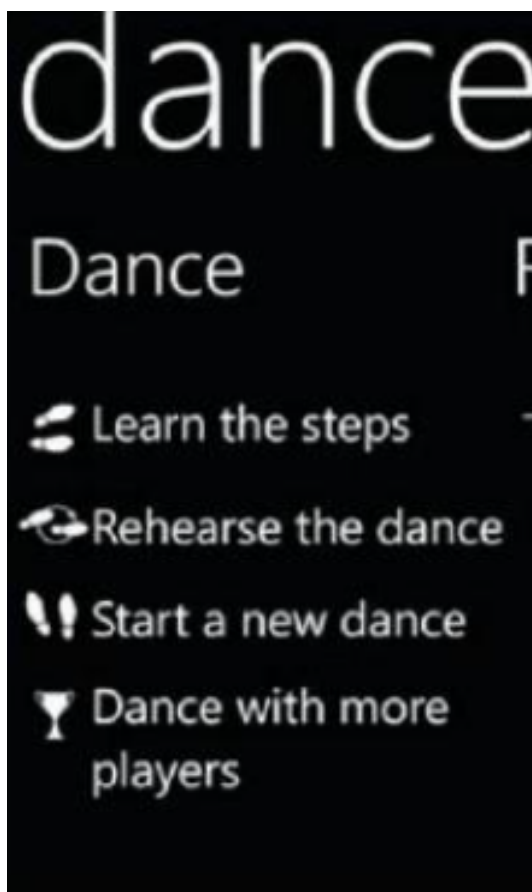 dance
Dance
Learn the steps
Rehearse the dance
Start a new dance
Dance with more
players